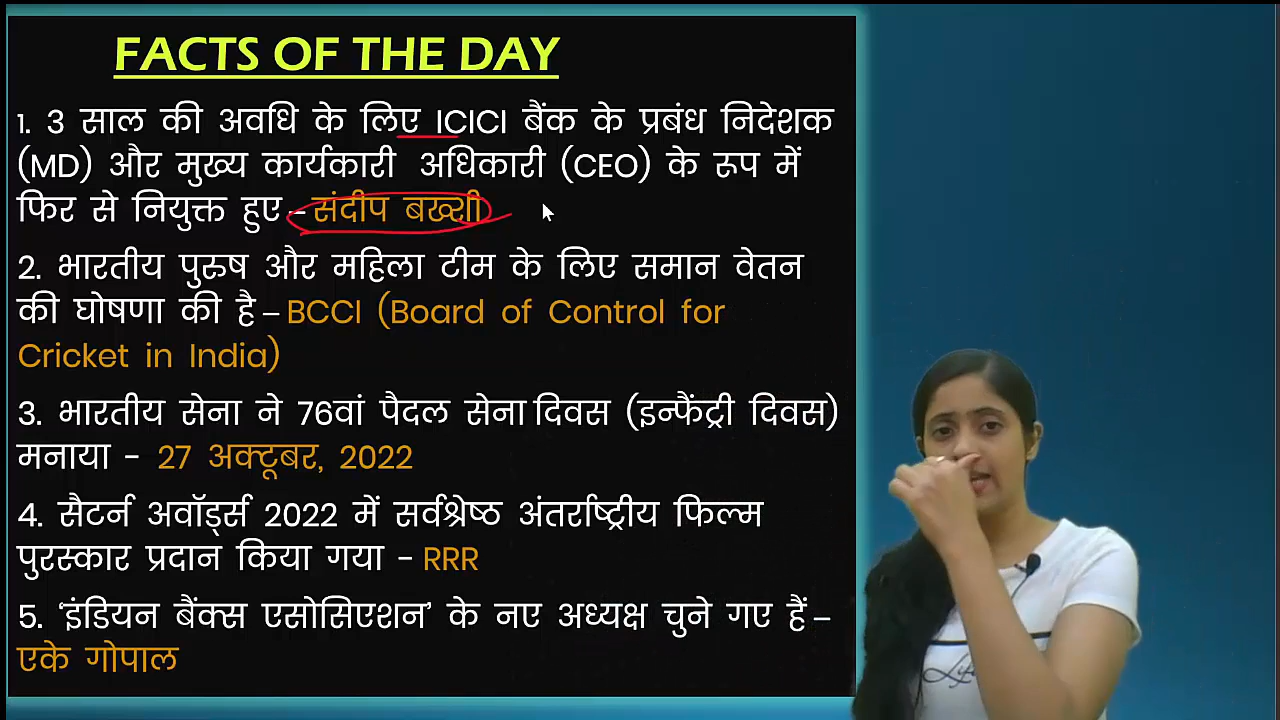 FACTS OF THE DAY
1. 3 साल की अवधि के लिए ICICI बैंक के प्रबंध निदेशक
(MD) और मुख्य कार्यकारी अधिकारी (CEO) के रूप में
फिर से नियुक्त हुए – संदीप बख्शी
2. भारतीय पुरुष और महिला टीम के लिए समान वेतन
की घोषणा की है – BCCI (Board of Control for
Cricket in India)
3. भारतीय सेना ने 76वां पैदल सेना दिवस (इन्फैंट्री दिवस)
मनाया - 27 अक्टूबर, 2022
4. सैटर्न अवॉर्ड्स 2022 में सर्वश्रेष्ठ अंतर्राष्ट्रीय फिल्म
पुरस्कार प्रदान किया गया - RRR
5. ‘इंडियन बैंक्स एसोसिएशन’ के नए अध्यक्ष चुने गए हैं –
एके गोपाल